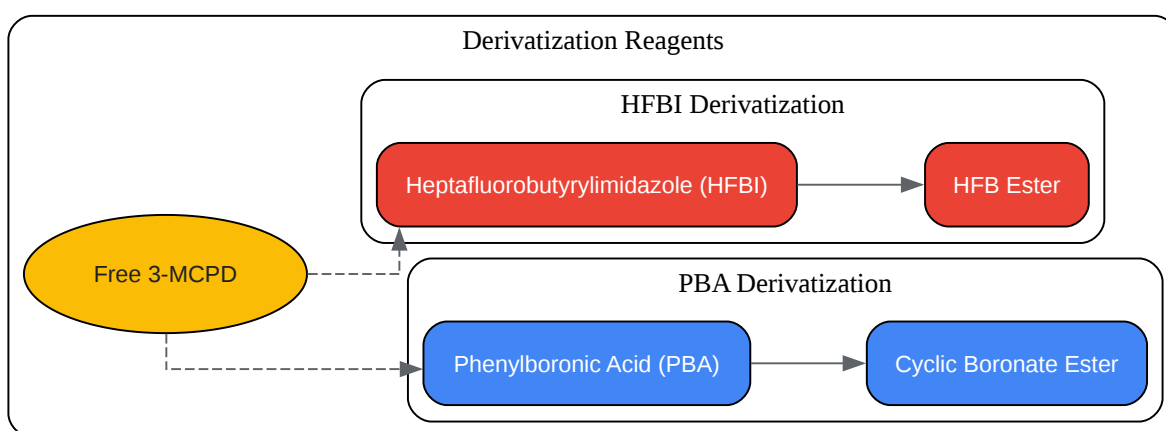 Derivatization Reagents
HFBI Derivatization
Heptafluorobutyrylimidazole (HFBI)
HFB Ester
Free 3-MCPD
PBA Derivatization
Phenylboronic Acid (PBA)
Cyclic Boronate Ester